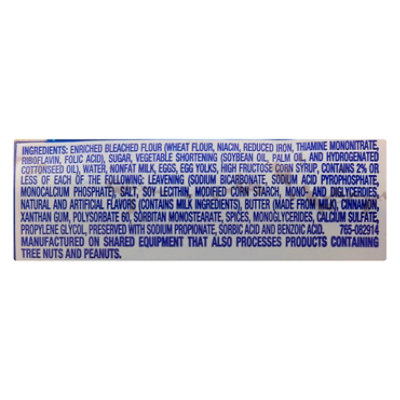 INGREDIENTS: ENRICHED BLEACHED FLOUR (WHEAT FLOUR, NIACIN, REDUCED IRON, THIAMINE MONONITRATE,
RIBOFLAVIN, FOLIC ACID), SUGAR, VEGETABLE SHORTENING (SOYBEAN OIL, PALM OIL, AND HYDROGENATED
COTTONSEED OIL), WATER, NONFAT MILK, EGGS, EGG YOLKS, HIGH FRUCTOSE CORN SYRUP, CONTAINS 2% OR
LESS OF EACH OF THE FOLLOWING: LEAVENING (SODIUM BICARBONATE, SODIUM ACID PYROPHOSPHATE,
MONOCALCIUM PHOSPHATE), SALT, SOY LECITHIN, MODIFIED CORN STARCH, MONO- AND DIGLYCERIDES,
NATURAL AND ARTIFICIAL FLAVORS (CONTAINS MILK INGREDIENTS), BUTTER (MADE FROM MILK), CINNAMON,
XANTHAN GUM, POLYSORBATE 60, SORBITAN MONOSTEARATE, SPICES, MONOGLYCERIDES, CALCIUM SULFATE,
PROPYLENE GLYCOL, PRESERVED WITH SODIUM PROPIONATE, SORBIC ACID AND BENZOIC ACID. 765-082914
MANUFACTURED ON SHARED EQUIPMENT THAT ALSO PROCESSES PRODUCTS CONTAINING
TREE NUTS AND PEANUTS.